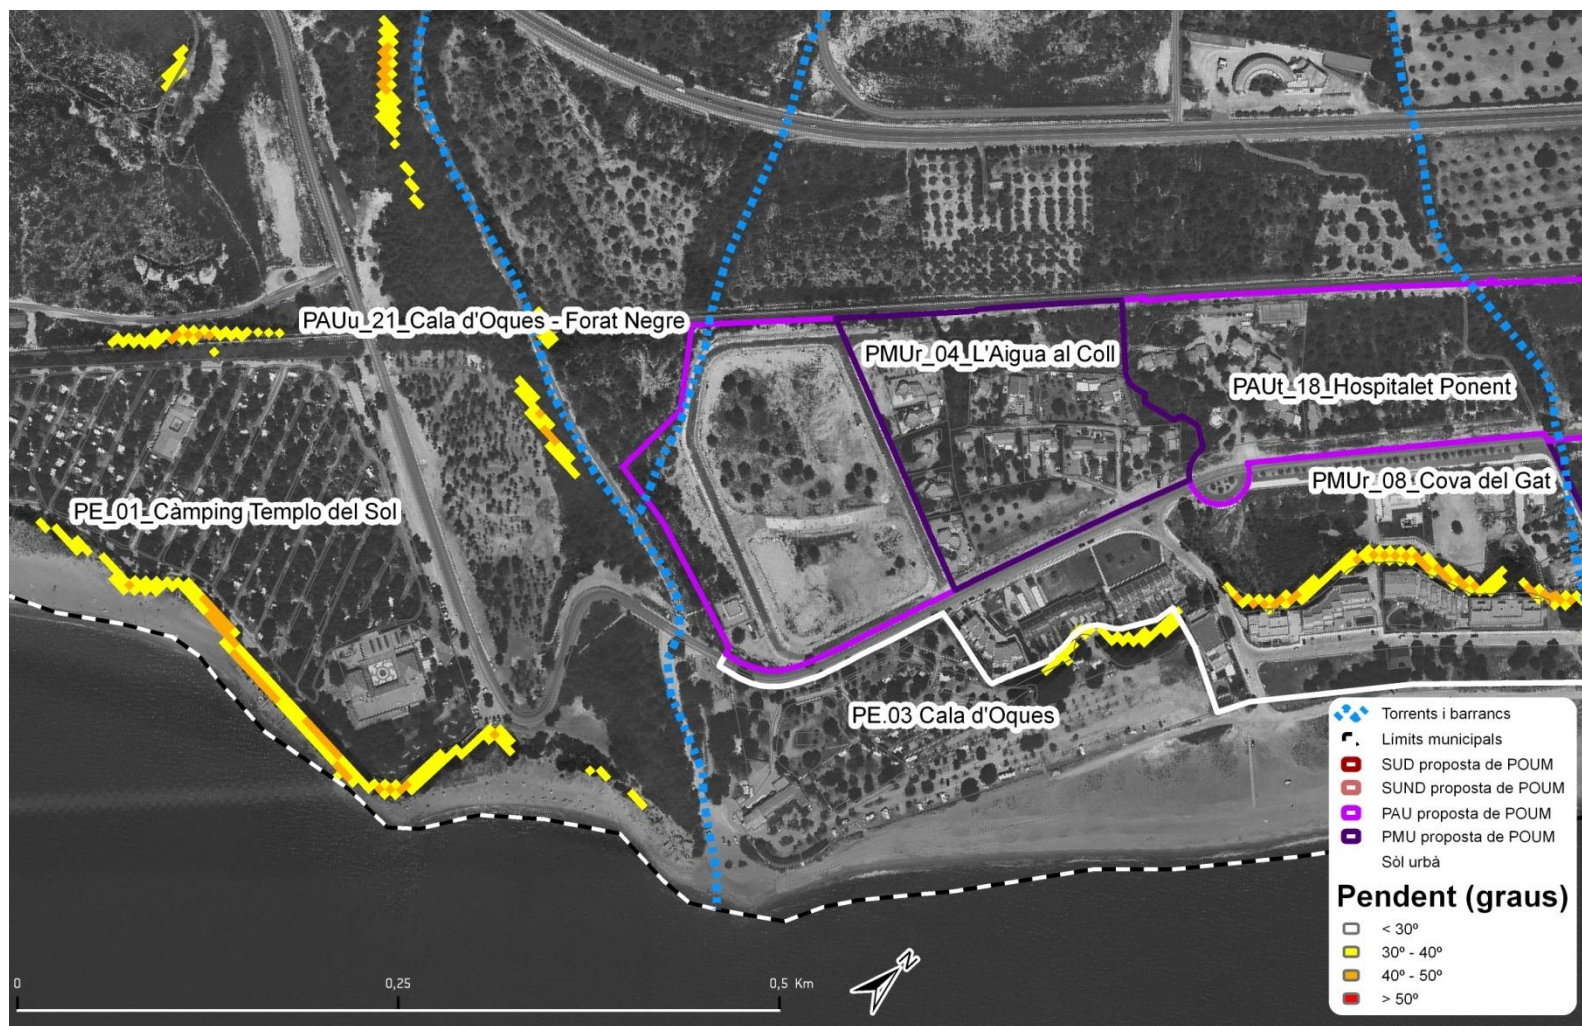 PAUu_21_Cala d'Oques - Forat Negre
PMUr_04_L'Aigua al Coll
PAUt_18_Hospitalet Ponent
PMUr_08_Cova del Gat
PE_01_Càmping Templo del Sol
PE.03 Cala d'Oques
Torrents i barrancs
Limits municipals
SUD proposta de POUM
SUND proposta de POUM
PAU proposta de POUM
PMU proposta de POUM
Sòl urbà
Pendent (graus)
< 30º
30º - 40º
40º - 50º
> 50º
0 0,25 0,5 Km
N